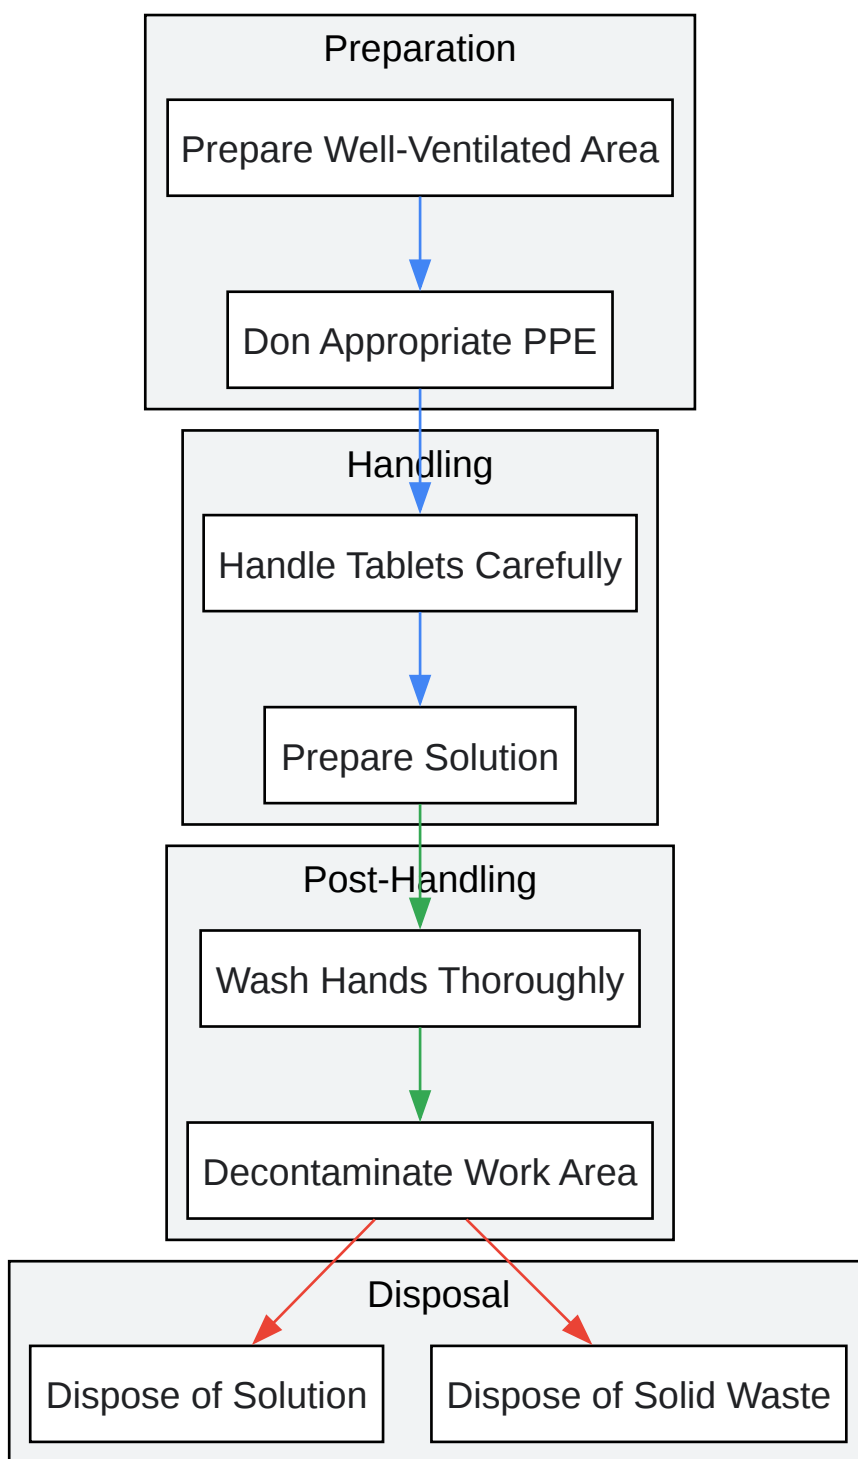 Preparation
Prepare Well-Ventilated Area
Don Appropriate PPE
Handling
Handle Tablets Carefully
Prepare Solution
Post-Handling
Wash Hands Thoroughly
Decontaminate Work Area
Disposal
Dispose of Solution
Dispose of Solid Waste